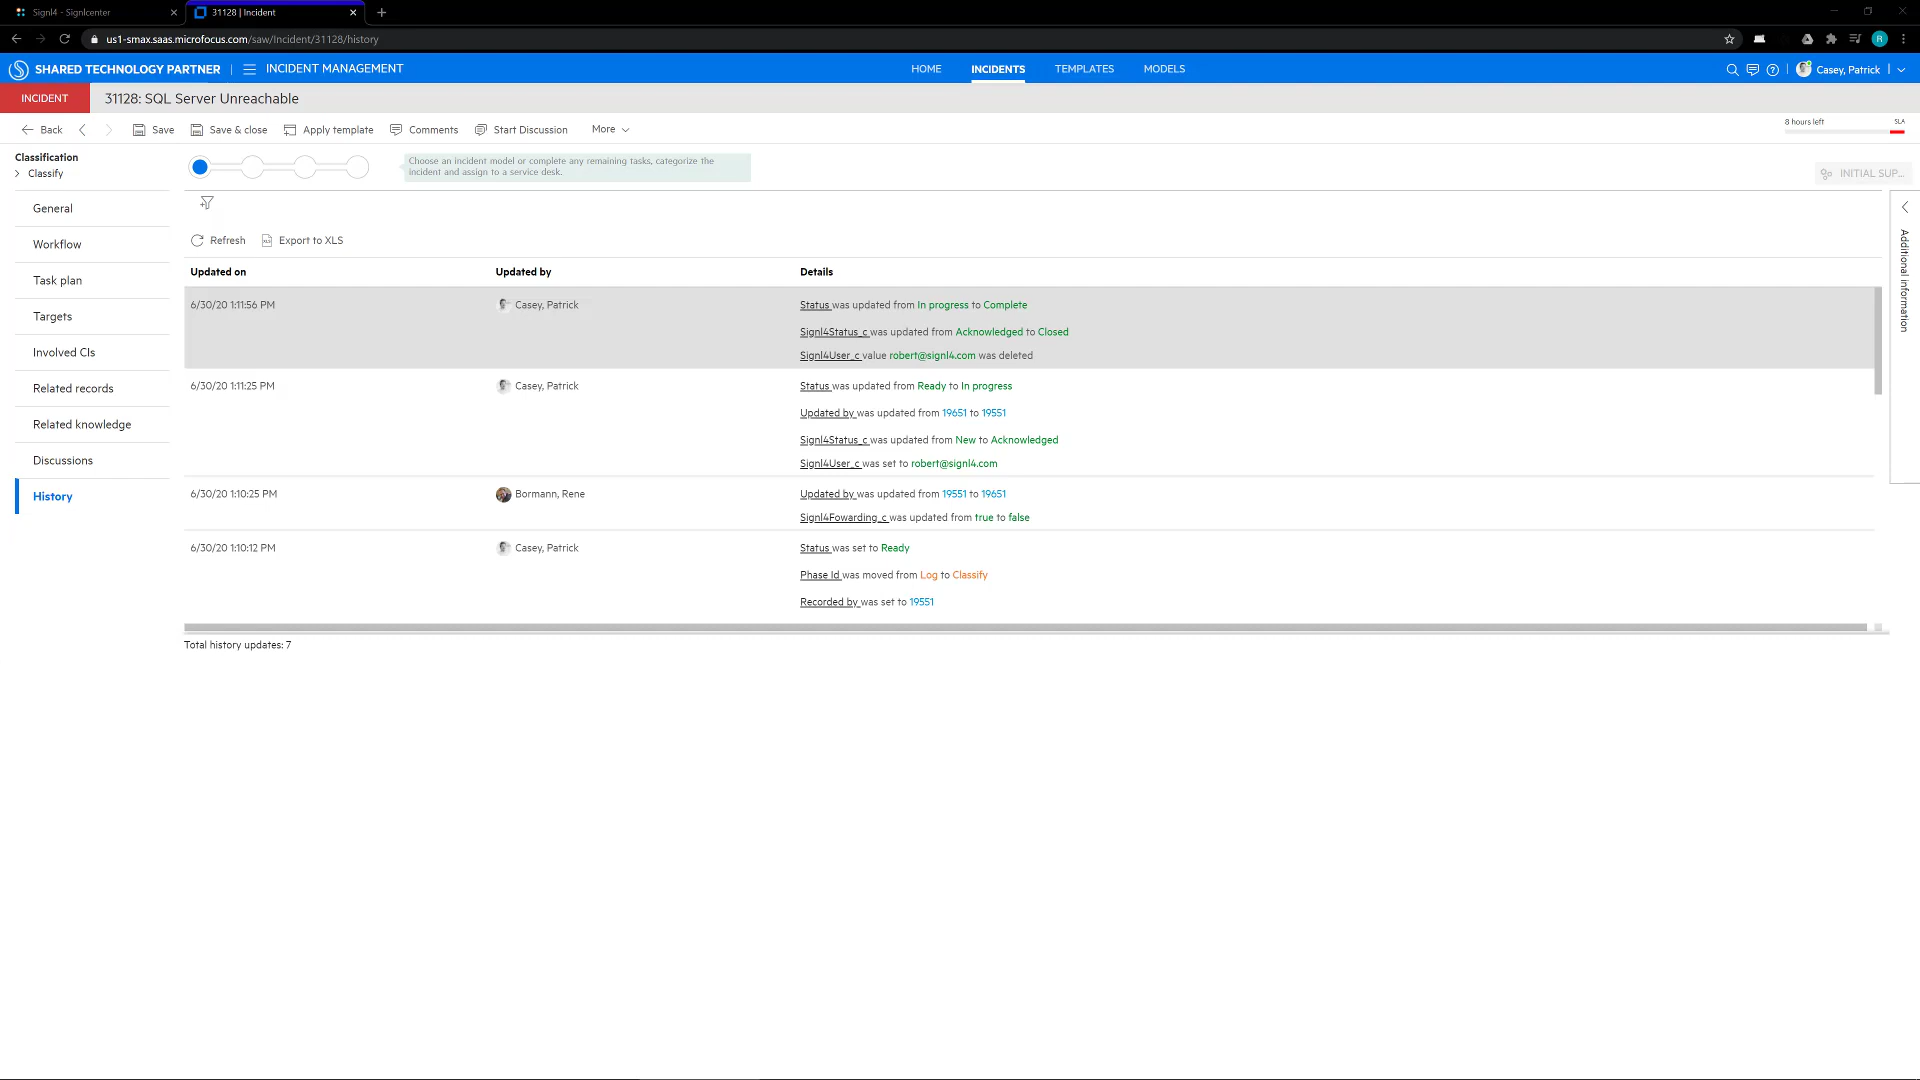 Signl4 - Signlcenter
31128 | Incident
us1-smax.saas.microfocus.com/saw/Incident/31128/history
R
SHARED TECHNOLOGY PARTNER
INCIDENT MANAGEMENT
HOME
INCIDENTS
TEMPLATES
MODELS
Casey, Patrick
INCIDENT
31128: SQL Server Unreachable
Back
Save
Save & close
Apply template
Comments
Start Discussion
More
8 hours left
SLA
Classification
Classify
Choose an incident model or complete any remaining tasks, categorize the
incident and assign to a service desk.
INITIAL SUP...
General
Workflow
Task plan
Targets
Involved CIs
Related records
Related knowledge
Discussions
History
Refresh
Export to XLS
Updated on
Updated by
Details
6/30/20 1:11:56 PM
Casey, Patrick
Status was updated from In progress to Complete
Signl4Status_c was updated from Acknowledged to Closed
Signl4User_c value robert@signl4.com was deleted
6/30/20 1:11:25 PM
Casey, Patrick
Status was updated from Ready to In progress
Updated by was updated from 19651 to 19551
Signl4Status_c was updated from New to Acknowledged
Signl4User_c was set to robert@signl4.com
6/30/20 1:10:25 PM
Bormann, Rene
Updated by was updated from 19551 to 19651
Signl4Fowarding_c was updated from true to false
6/30/20 1:10:12 PM
Casey, Patrick
Status was set to Ready
Phase Id was moved from Log to Classify
Recorded by was set to 19551
Total history updates: 7
Additional information